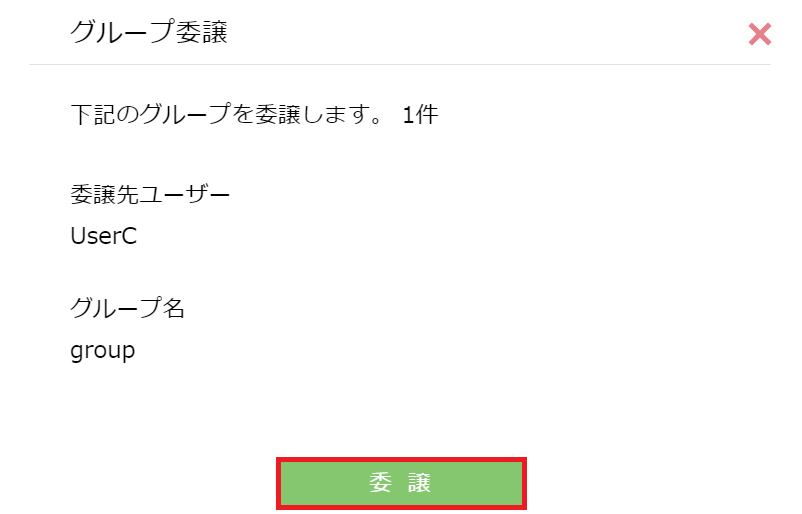 グループ委譲
下記のグループを委譲します。 1件
委譲先ユーザー
UserC
グループ名
group
委 譲